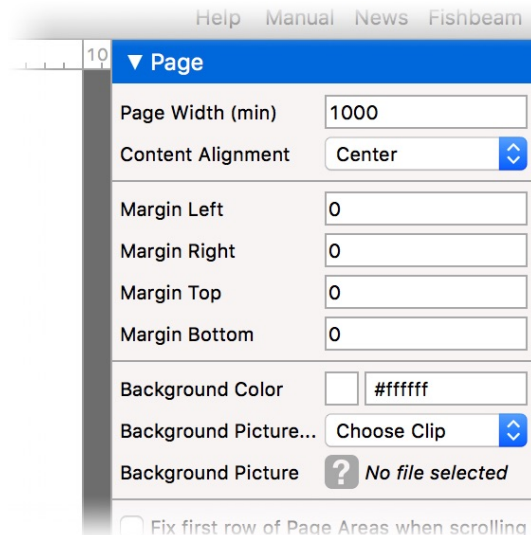 Help Manual News Fishbeam
10
▼ Page
Page Width (min) 1000
Content Alignment Center
Margin Left 0
Margin Right 0
Margin Top 0
Margin Bottom 0
Background Color #ffffff
Background Picture... Choose Clip
Background Picture ? No file selected
Fix first row of Page Areas when scrolling